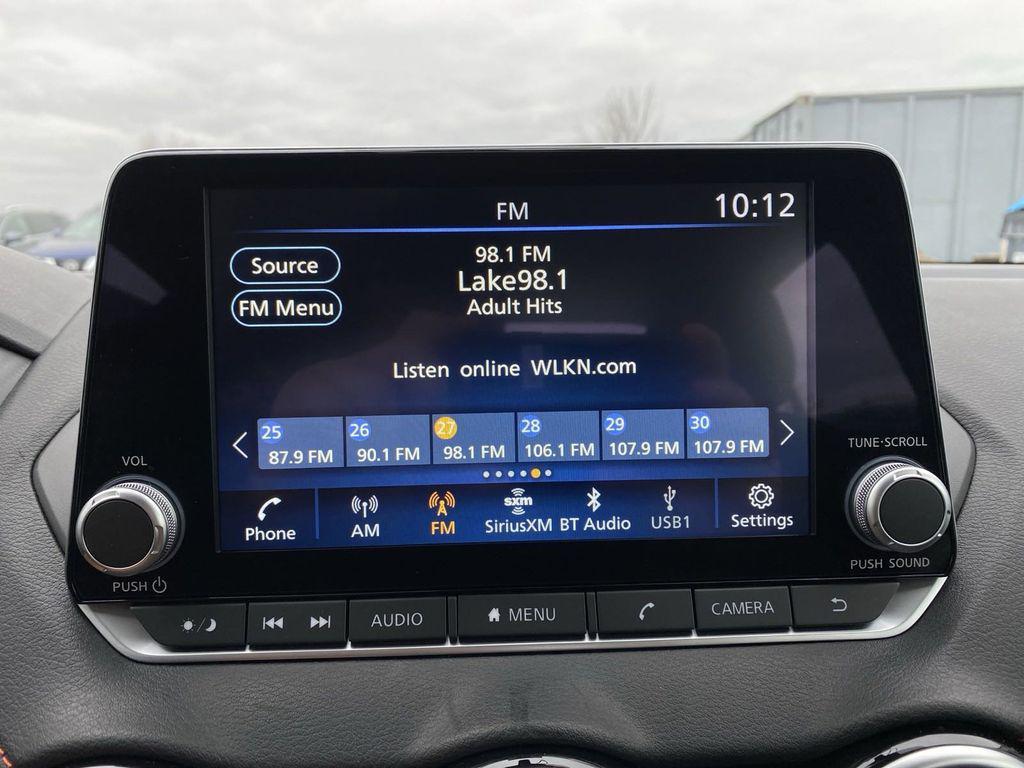 FM
10:12
Source
FM Menu
98.1 FM
Lake98.1
Adult Hits
Listen online WLKN.com
25
87.9 FM
26
90.1 FM
27
98.1 FM
28
106.1 FM
29
107.9 FM
30
107.9 FM
Phone
AM
FM
sxm
SiriusXM
BT Audio
USB1
Settings
VOL
PUSH
TUNE·SCROLL
PUSH SOUND
AUDIO
MENU
CAMERA